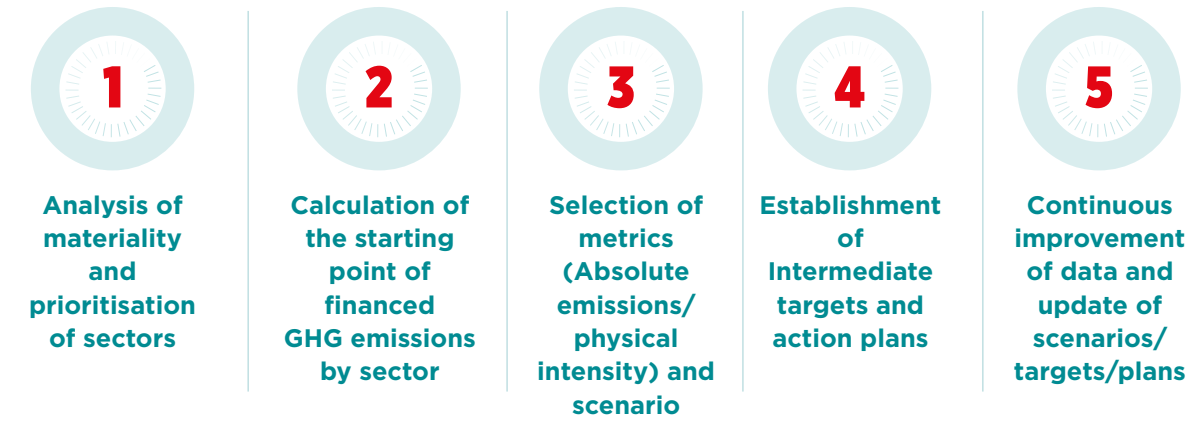 1
Analysis of
materiality
and
prioritisation
of sectors
2
Calculation of
the starting
point of
financed
GHG emissions
by sector
3
Selection of
metrics
(Absolute
emissions/
physical
intensity) and
scenario
4
Establishment
of
Intermediate
targets and
action plans
5
Continuous
improvement
of data and
update of
scenarios/
targets/plans